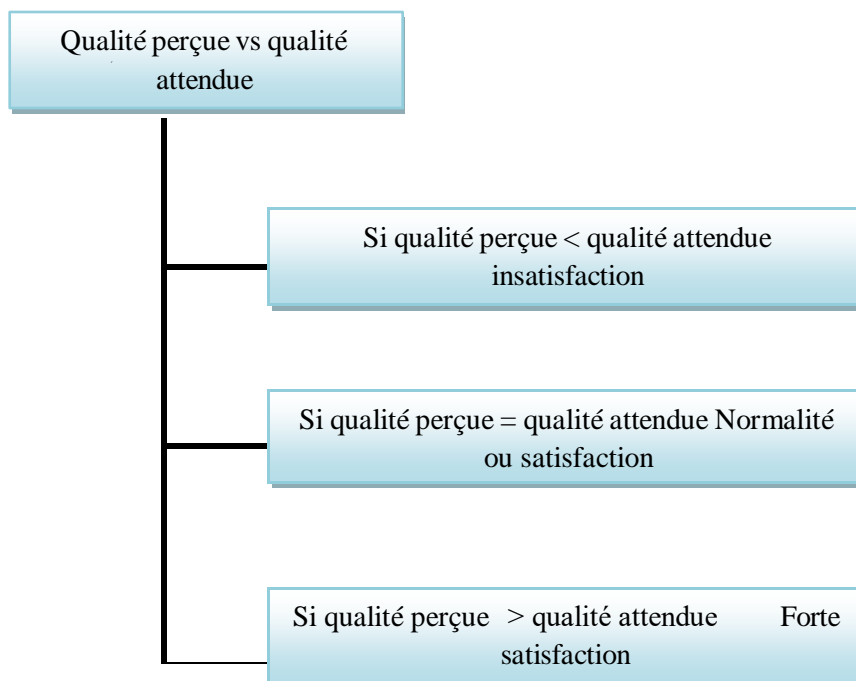 Qualité perçue vs qualité
attendue
Si qualité perçue < qualité attendue
insatisfaction
Si qualité perçue = qualité attendue Normalité
ou satisfaction
Si qualité perçue > qualité attendue Forte
satisfaction